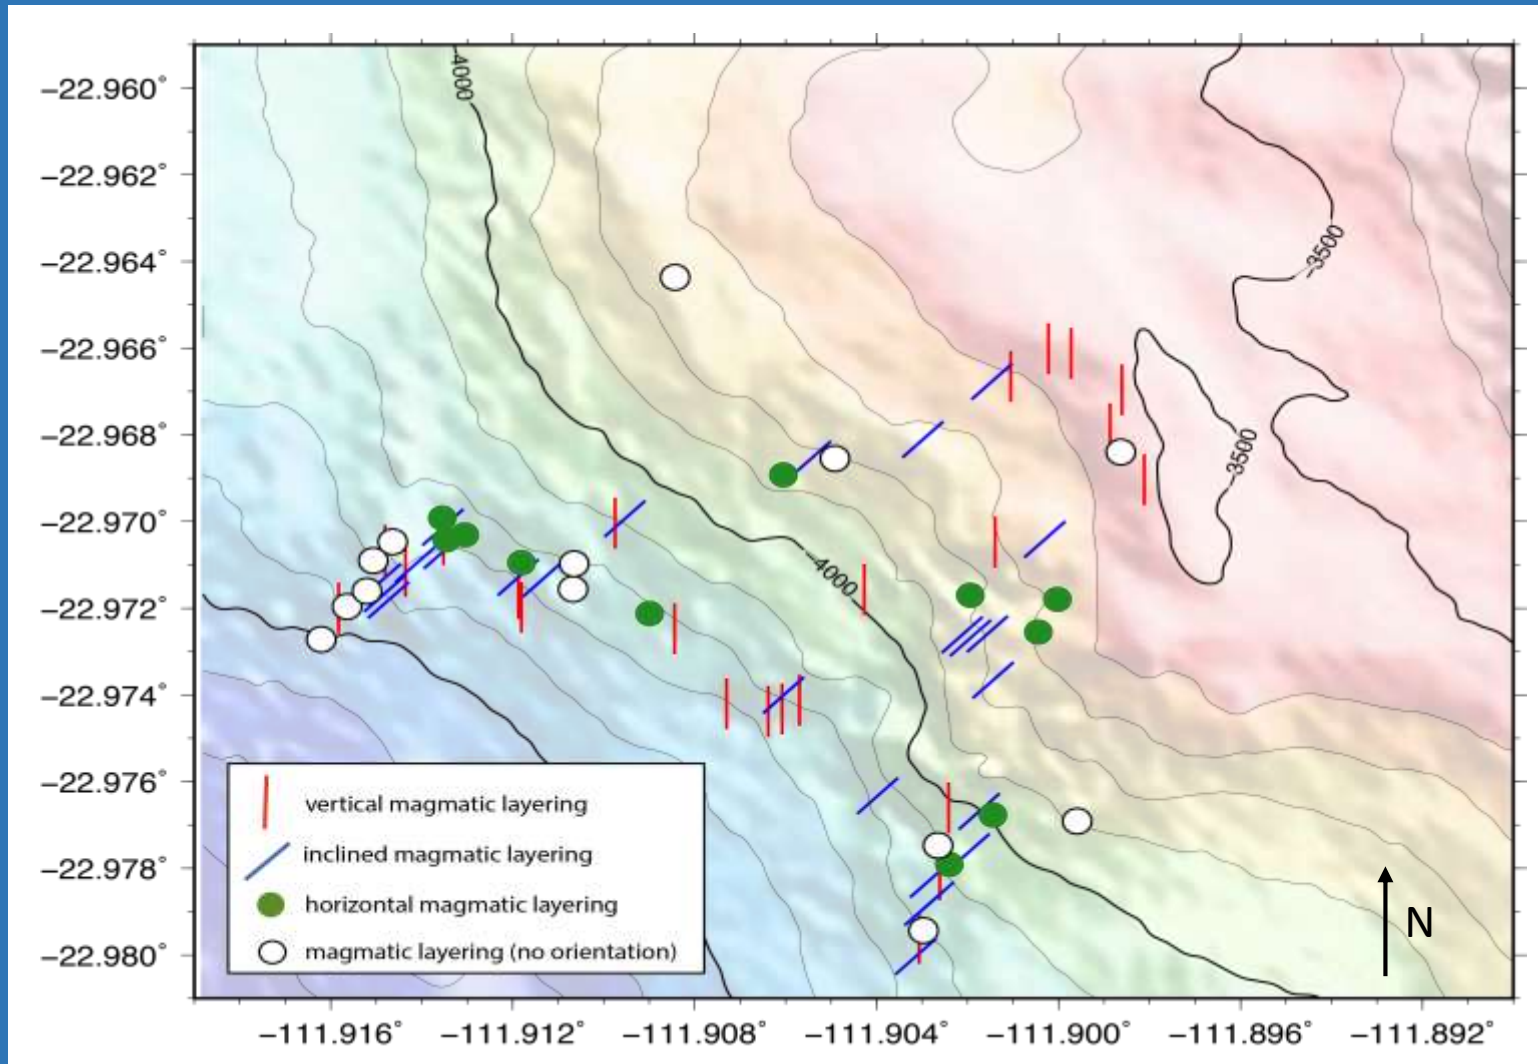 −4000
−22.960°
−22.962°
−22.964°
−3500
−22.966°
−22.968°
−3500
−22.970°
−4000
−22.972°
−22.974°
−22.976°
vertical magmatic layering
inclined magmatic layering
−22.978°
horizontal magmatic layering
N
magmatic layering (no orientation)
−22.980°
−111.916° −111.912° −111.908° −111.904° −111.900° −111.896° −111.892°